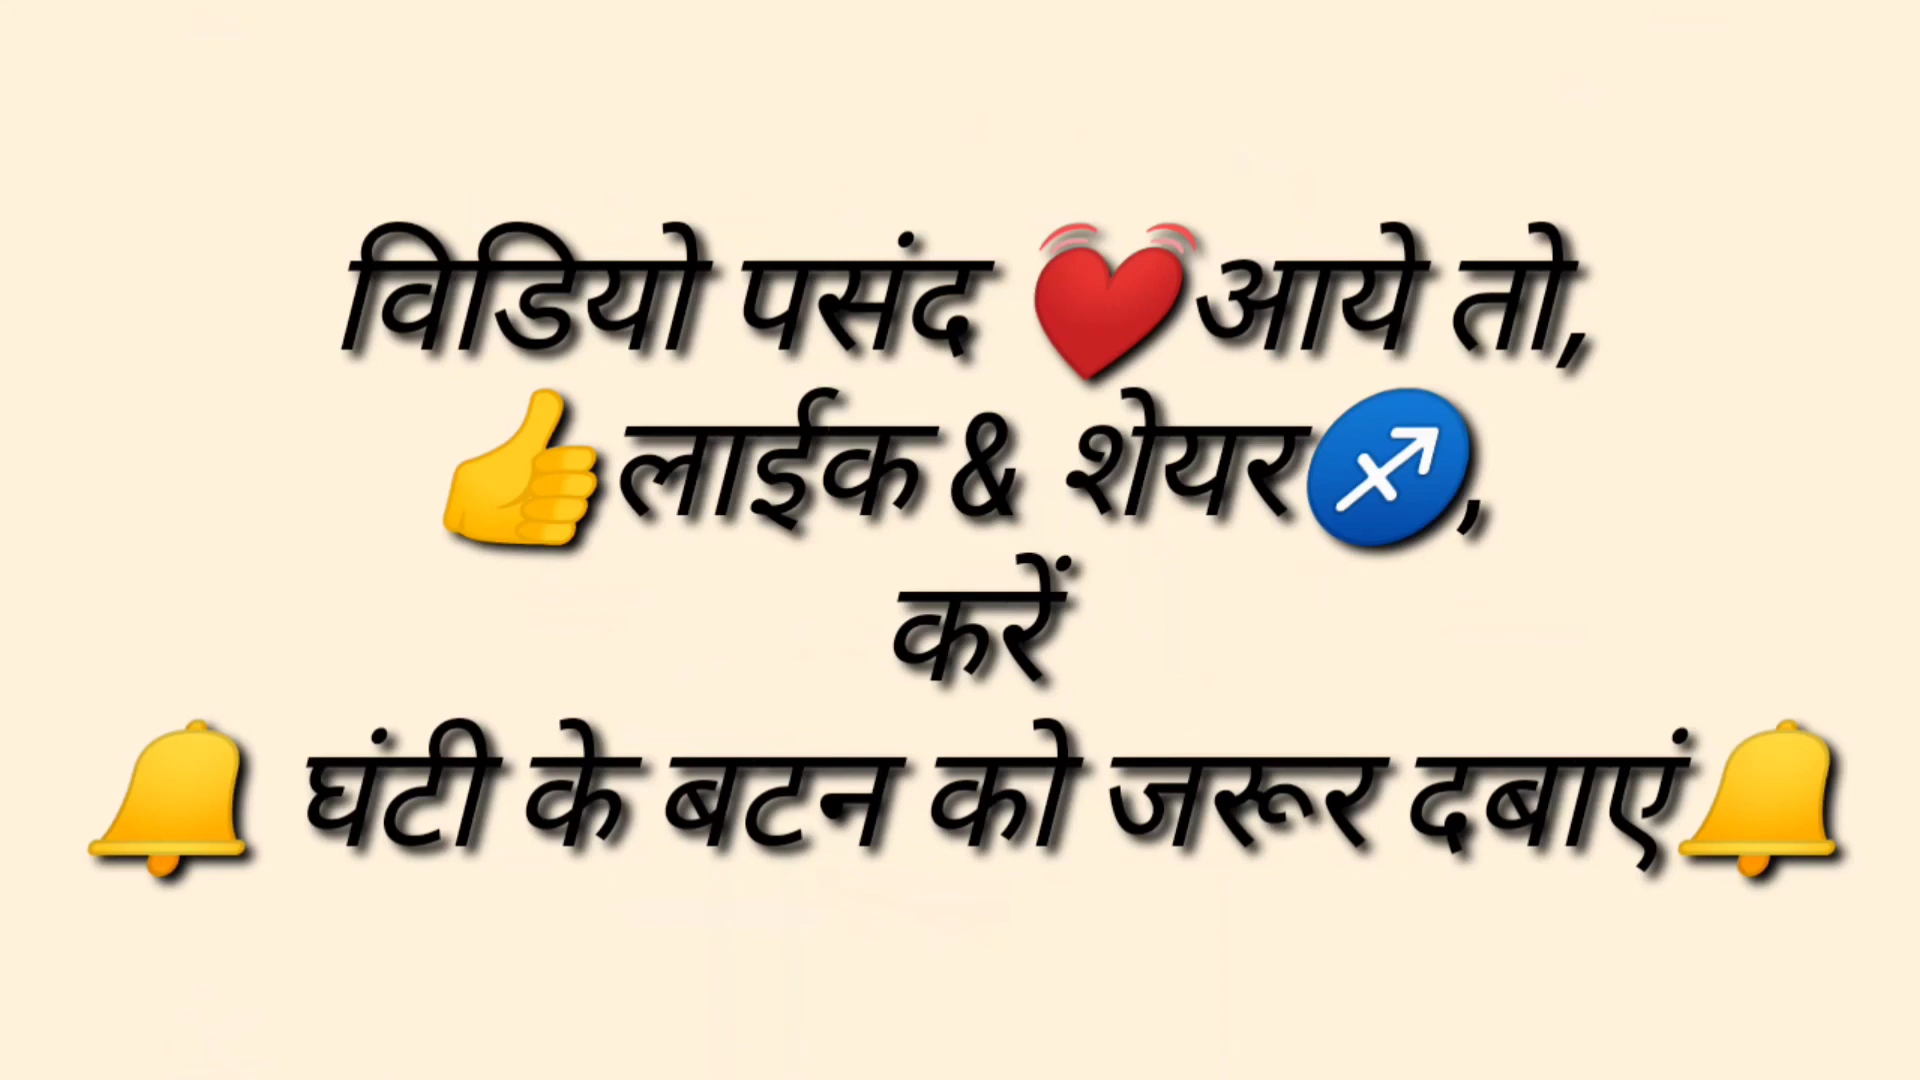 विडियो पसंद 💓आये तो,
👍लाईक & शेयर♐,
करें
🔔 घंटी के बटन को जरूर दबाएं🔔